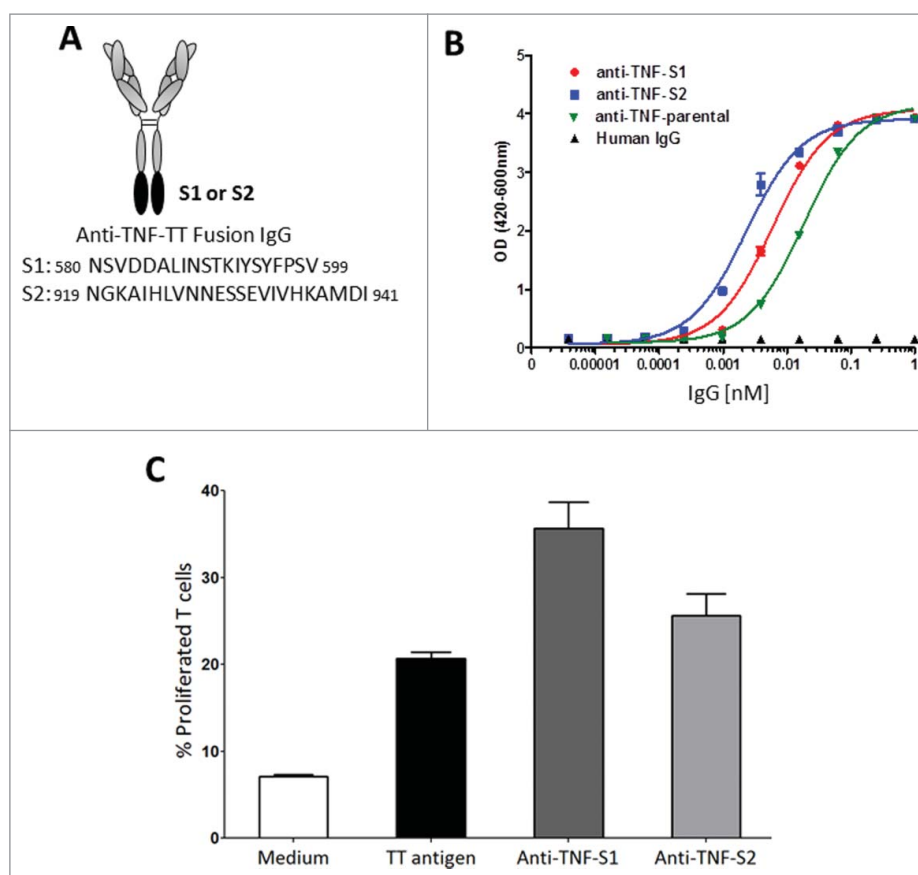 A
S1 or S2
Anti-TNF-TT Fusion IgG
S1: 580 NSVDDALINSTKIYSYFPSV 599
S2: 919 NGKAIHLVNNESSEVIVHKAMDI 941
B
anti-TNF-S1
anti-TNF-S2
anti-TNF-parental
Human IgG
OD (420-600nm)
5
4
3
2
1
0
0 0.00001 0.0001 0.001 0.01 0.1 1
IgG [nM]
C
% Proliferated T cells
40
30
20
10
0
Medium TT antigen Anti-TNF-S1 Anti-TNF-S2